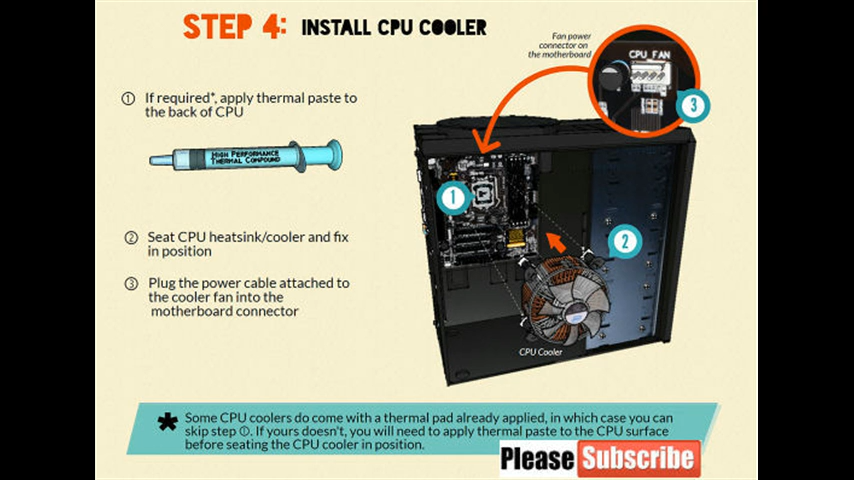 STEP 4: INSTALL CPU COOLER
Fan power
connector on
the motherboard
CPU FAN
3
① If required*, apply thermal paste to
the back of CPU
HIGH PERFORMANCE
THERMAL COMPOUND
1
② Seat CPU heatsink/cooler and fix
in position
2
③ Plug the power cable attached to
the cooler fan into the
motherboard connector
CPU Cooler
* Some CPU coolers do come with a thermal pad already applied, in which case you can
skip step ①. If yours doesn't, you will need to apply thermal paste to the CPU surface
before seating the CPU cooler in position.
Please Subscribe